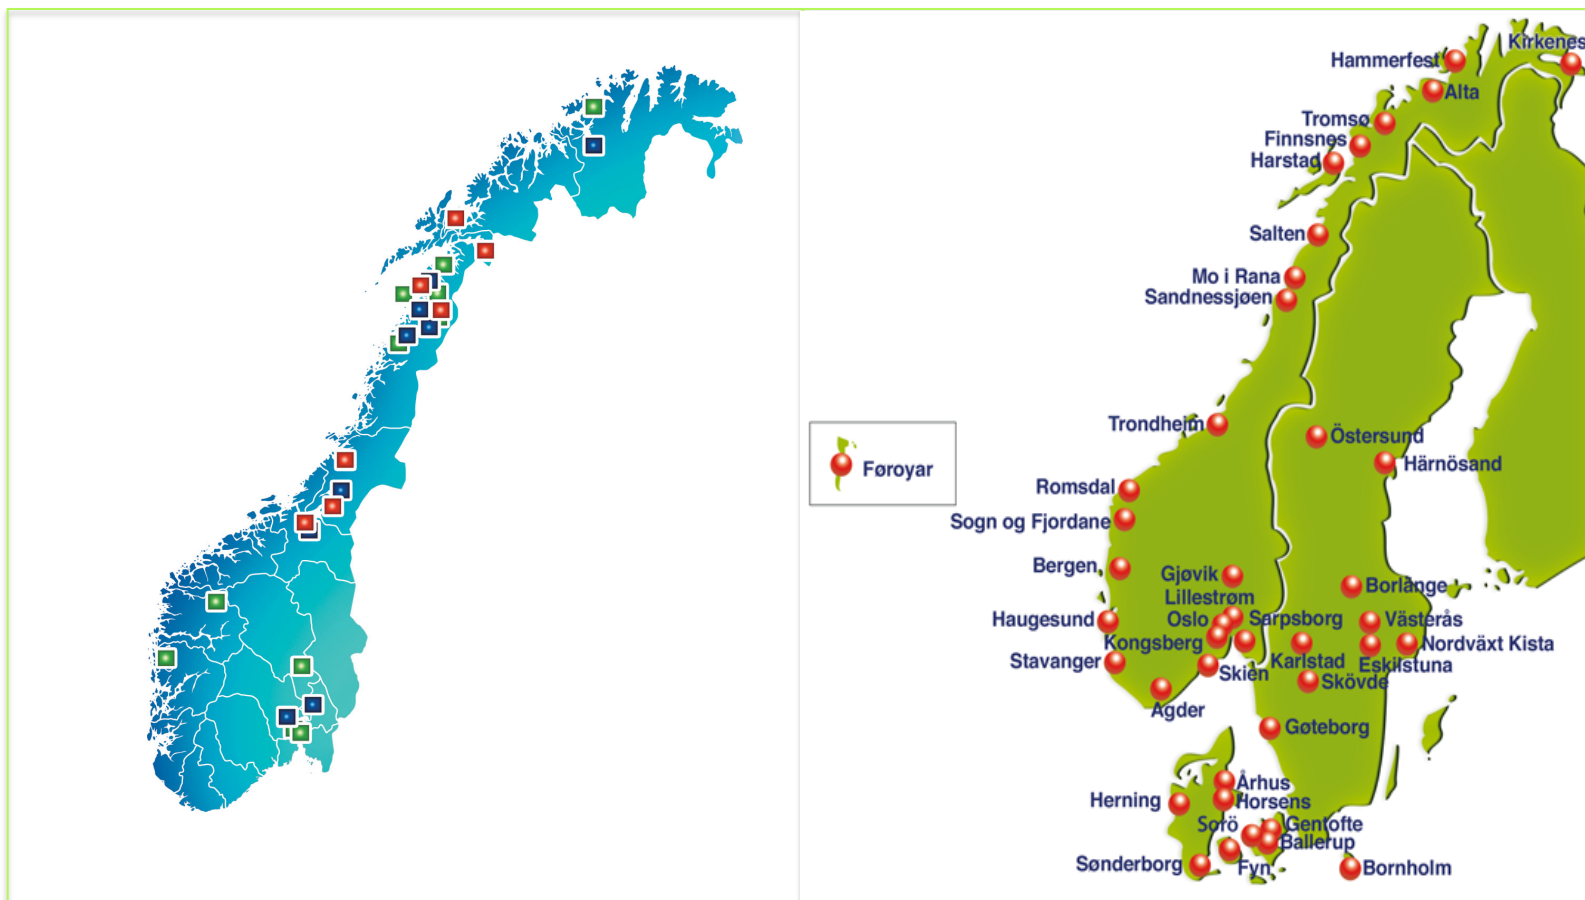 Kirkenes
Hammerfest
Alta
Tromsø
Finnsnes
Harstad
Salten
Mo i Rana
Sandnessjøen
Trondheim
Østersund
Härnösand
Føroyar
Romsdal
Sogn og Fjordane
Bergen
Gjøvik
Lillestrøm
Borlänge
Haugesund
Oslo
Sarpsborg
Västerås
Kongsberg
Nordväxt Kista
Stavanger
Karlstad
Eskilstuna
Skien
Skövde
Agder
Gøteborg
Århus
Herning
Horsens
Sorö
Gentofte
Ballerup
Sønderborg
Fyn
Bornholm